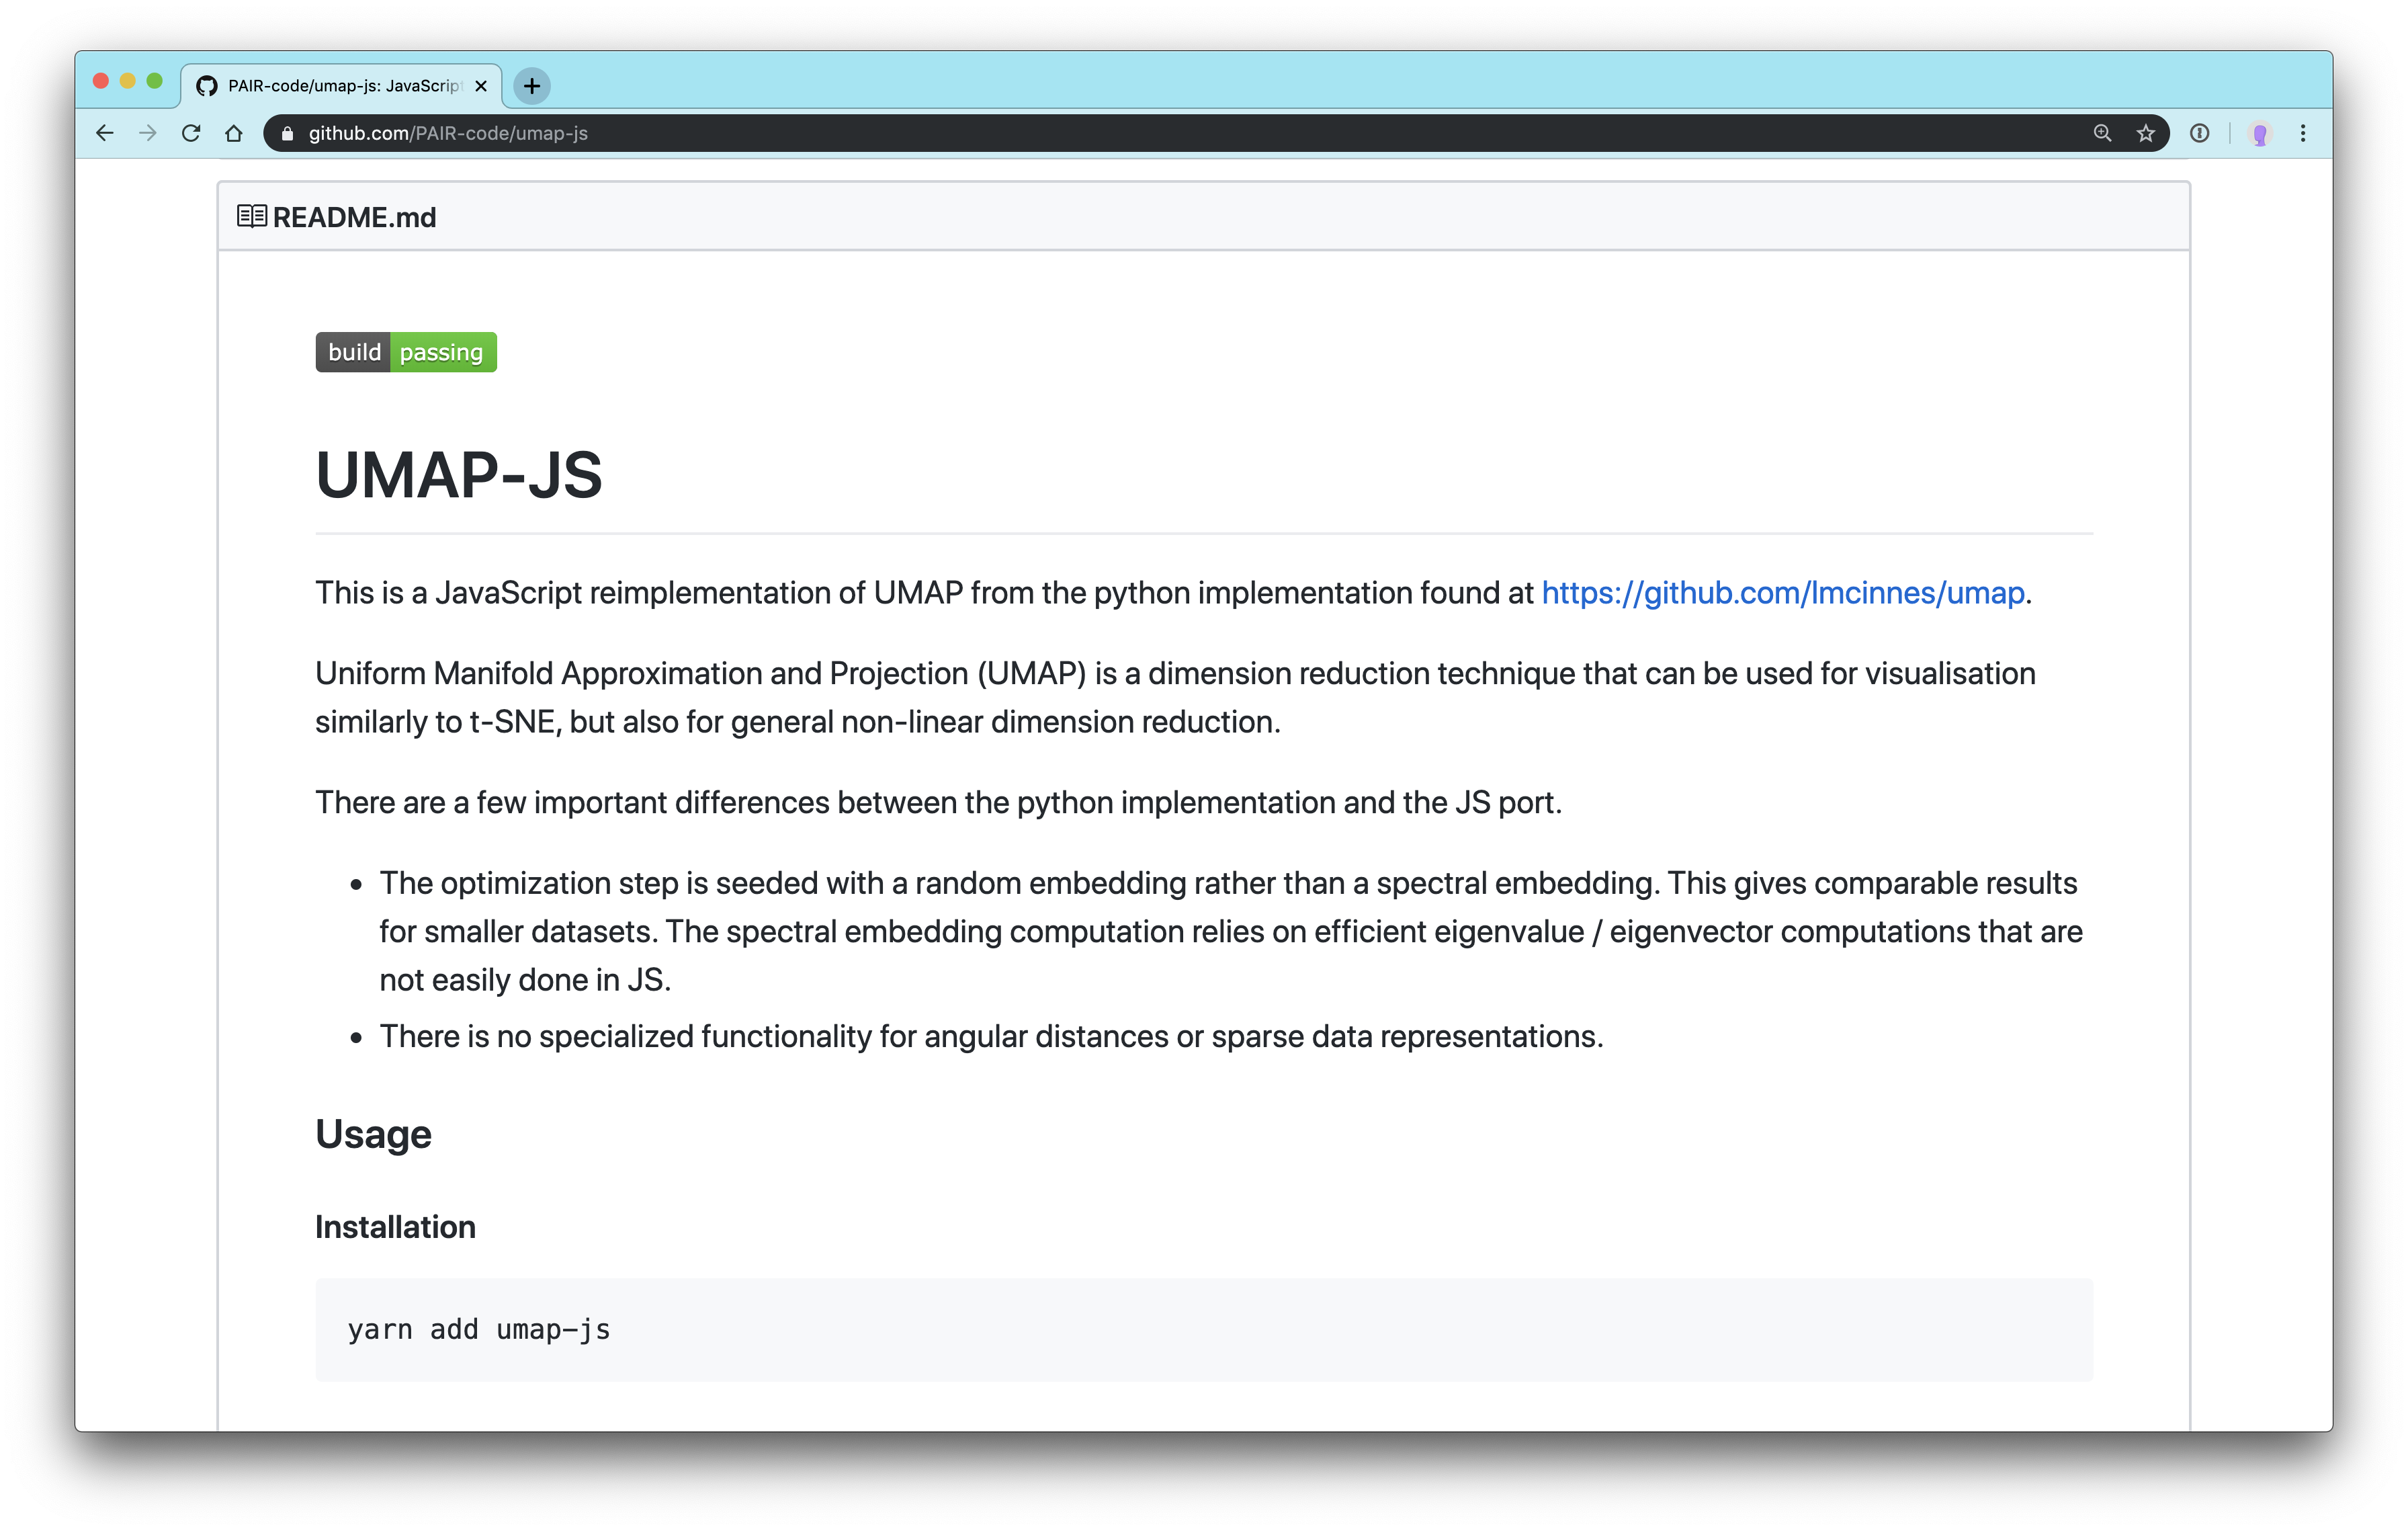 PAIR-code/umap-js: JavaScript
github.com/PAIR-code/umap-js
README.md
build passing
UMAP-JS
This is a JavaScript reimplementation of UMAP from the python implementation found at https://github.com/lmcinnes/umap.
Uniform Manifold Approximation and Projection (UMAP) is a dimension reduction technique that can be used for visualisation
similarly to t-SNE, but also for general non-linear dimension reduction.
There are a few important differences between the python implementation and the JS port.
• The optimization step is seeded with a random embedding rather than a spectral embedding. This gives comparable results
for smaller datasets. The spectral embedding computation relies on efficient eigenvalue / eigenvector computations that are
not easily done in JS.
• There is no specialized functionality for angular distances or sparse data representations.
Usage
Installation
yarn add umap-js